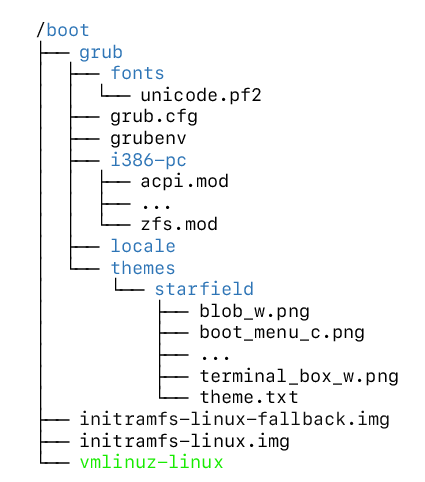 /boot
├── grub
│   ├── fonts
│   │   └── unicode.pf2
│   ├── grub.cfg
│   ├── grubenv
│   ├── i386-pc
│   │   ├── acpi.mod
│   │   ├── ...
│   │   └── zfs.mod
│   ├── locale
│   └── themes
│       └── starfield
│           ├── blob_w.png
│           ├── boot_menu_c.png
│           ├── ...
│           ├── terminal_box_w.png
│           └── theme.txt
├── initramfs-linux-fallback.img
├── initramfs-linux.img
└── vmlinuz-linux